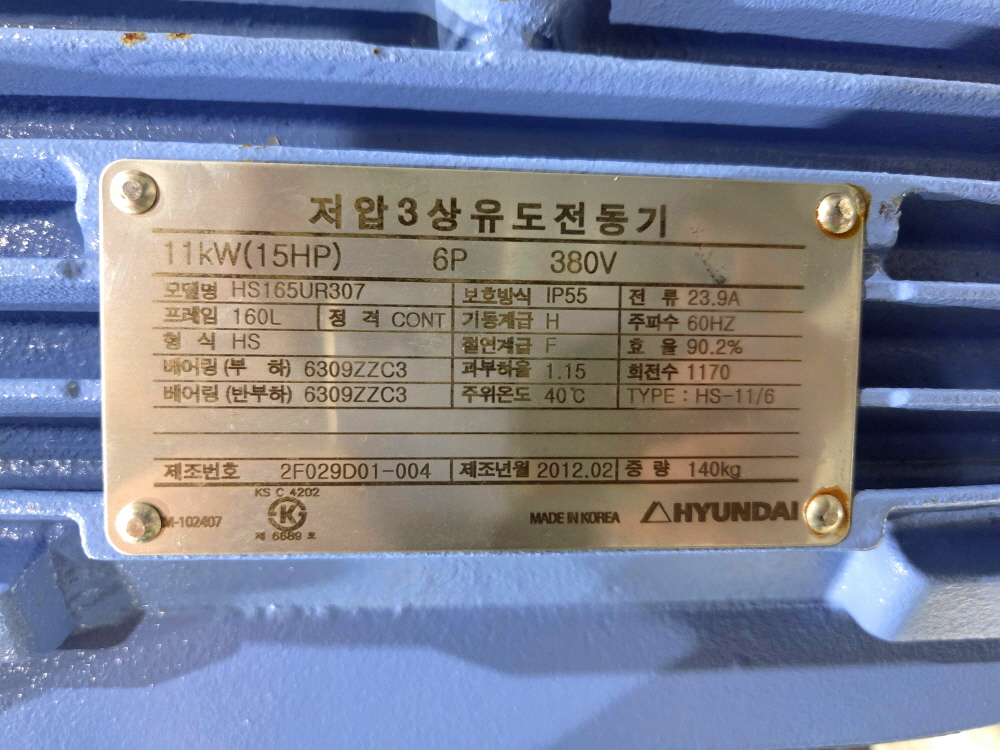 저압3상유도전동기
11kW(15HP) 6P 380V
모델명 HS165UR307 보호방식 IP55 전 류 23.9A
프레임 160L 정 격 CONT 기동계급 H 주파수 60HZ
형 식 HS 절연계급 F 효 율 90.2%
베어링 (부 하) 6309ZZC3 과부하율 1.15 회전수 1170
베어링 (반부하) 6309ZZC3 주위온도 40℃ TYPE : HS-11/6
제조번호 2F029D01-004 제조년월 2012.02 중 량 140kg
KS C 4202
K
제 6689 호
M-102407 MADE IN KOREA HYUNDAI